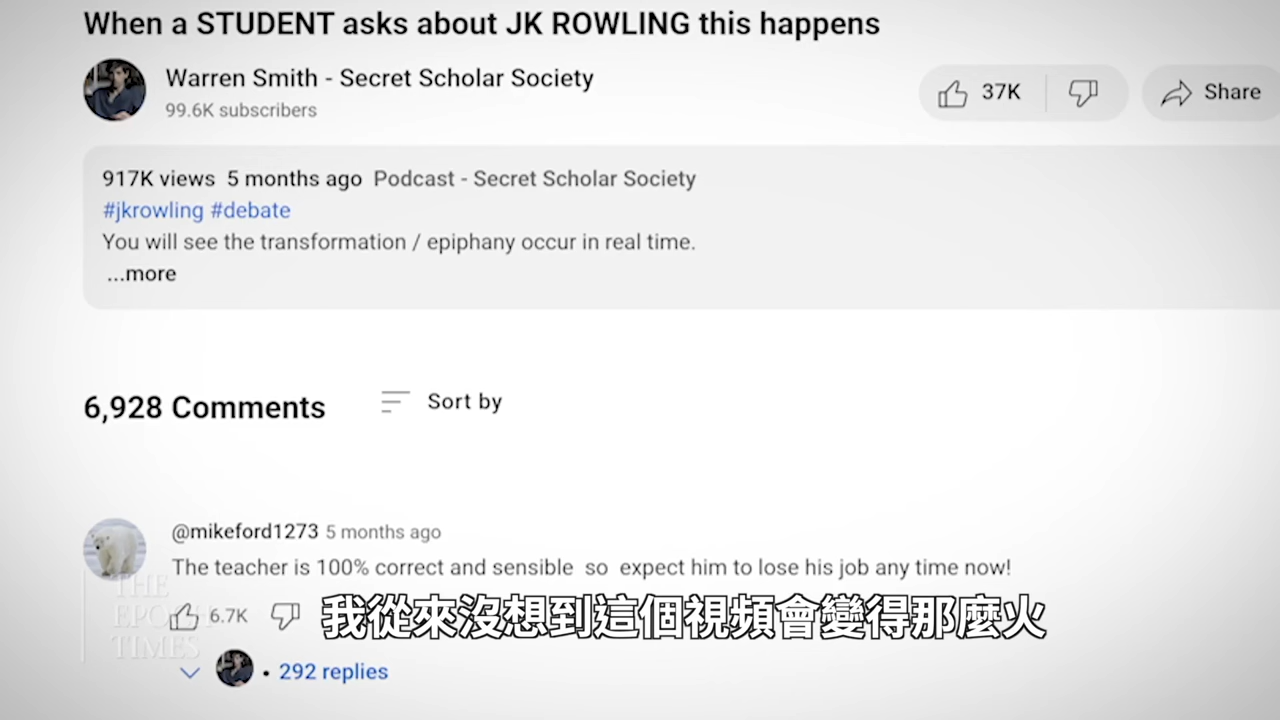 When a STUDENT asks about JK ROWLING this happens
Warren Smith - Secret Scholar Society
99.6K subscribers
37K
Share
917K views 5 months ago Podcast - Secret Scholar Society
#jkrowling #debate
You will see the transformation / epiphany occur in real time.
...more
6,928 Comments
Sort by
@mikeford1273 5 months ago
The teacher is 100% correct and sensible so expect him to lose his job any time now!
THE
EPOCH
TIMES
6.7K
我從來沒想到這個視頻會變得那麼火
292 replies